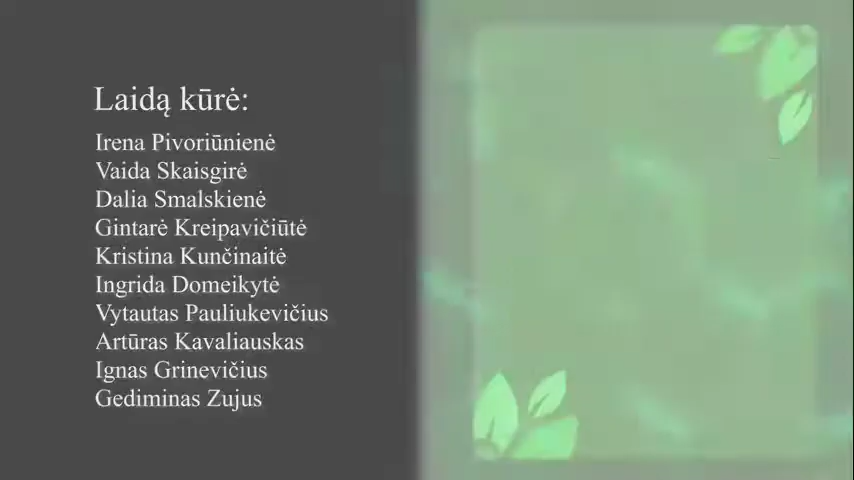 Laidą kūrė:
Irena Pivoriūnienė
Vaida Skaisgirė
Dalia Smalskienė
Gintarė Kreipavičiūtė
Kristina Kunčinaitė
Ingrida Domeikytė
Vytautas Pauliukevičius
Artūras Kavaliauskas
Ignas Grinevičius
Gediminas Zujus